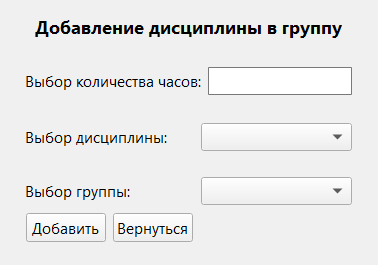 Добавление дисциплины в группу
Выбор количества часов:
Выбор дисциплины:
Выбор группы:
Добавить Вернуться